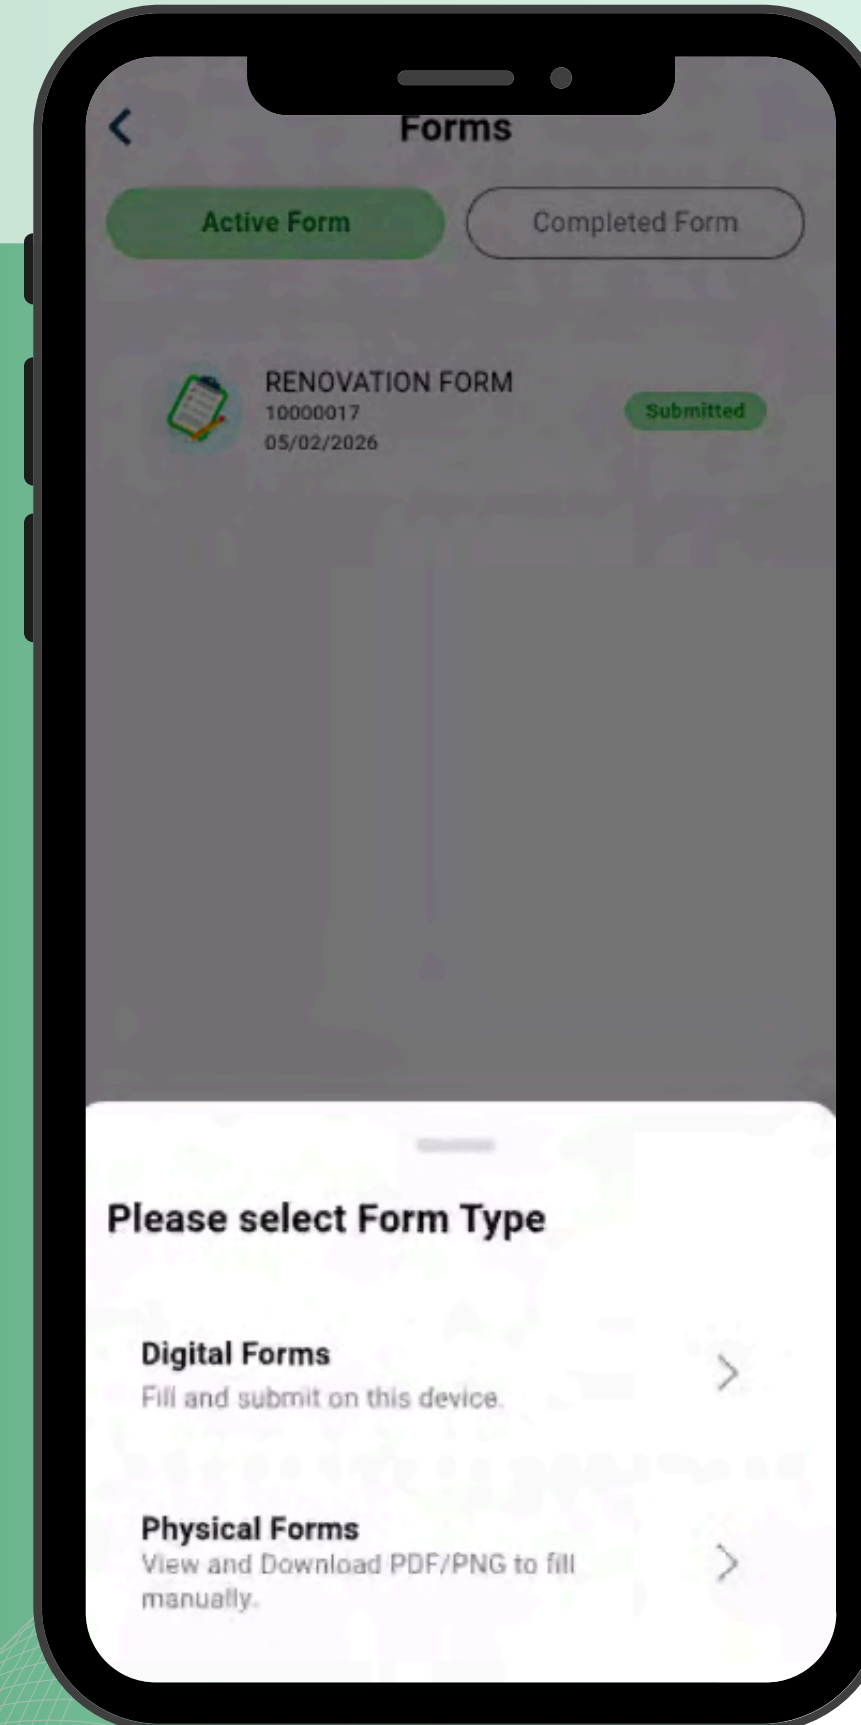 Forms
Active Form
Completed Form
RENOVATION FORM
10000017
05/02/2026
Submitted
Please select Form Type
Digital Forms
Fill and submit on this device.
Physical Forms
View and Download PDF/PNG to fill
manually.